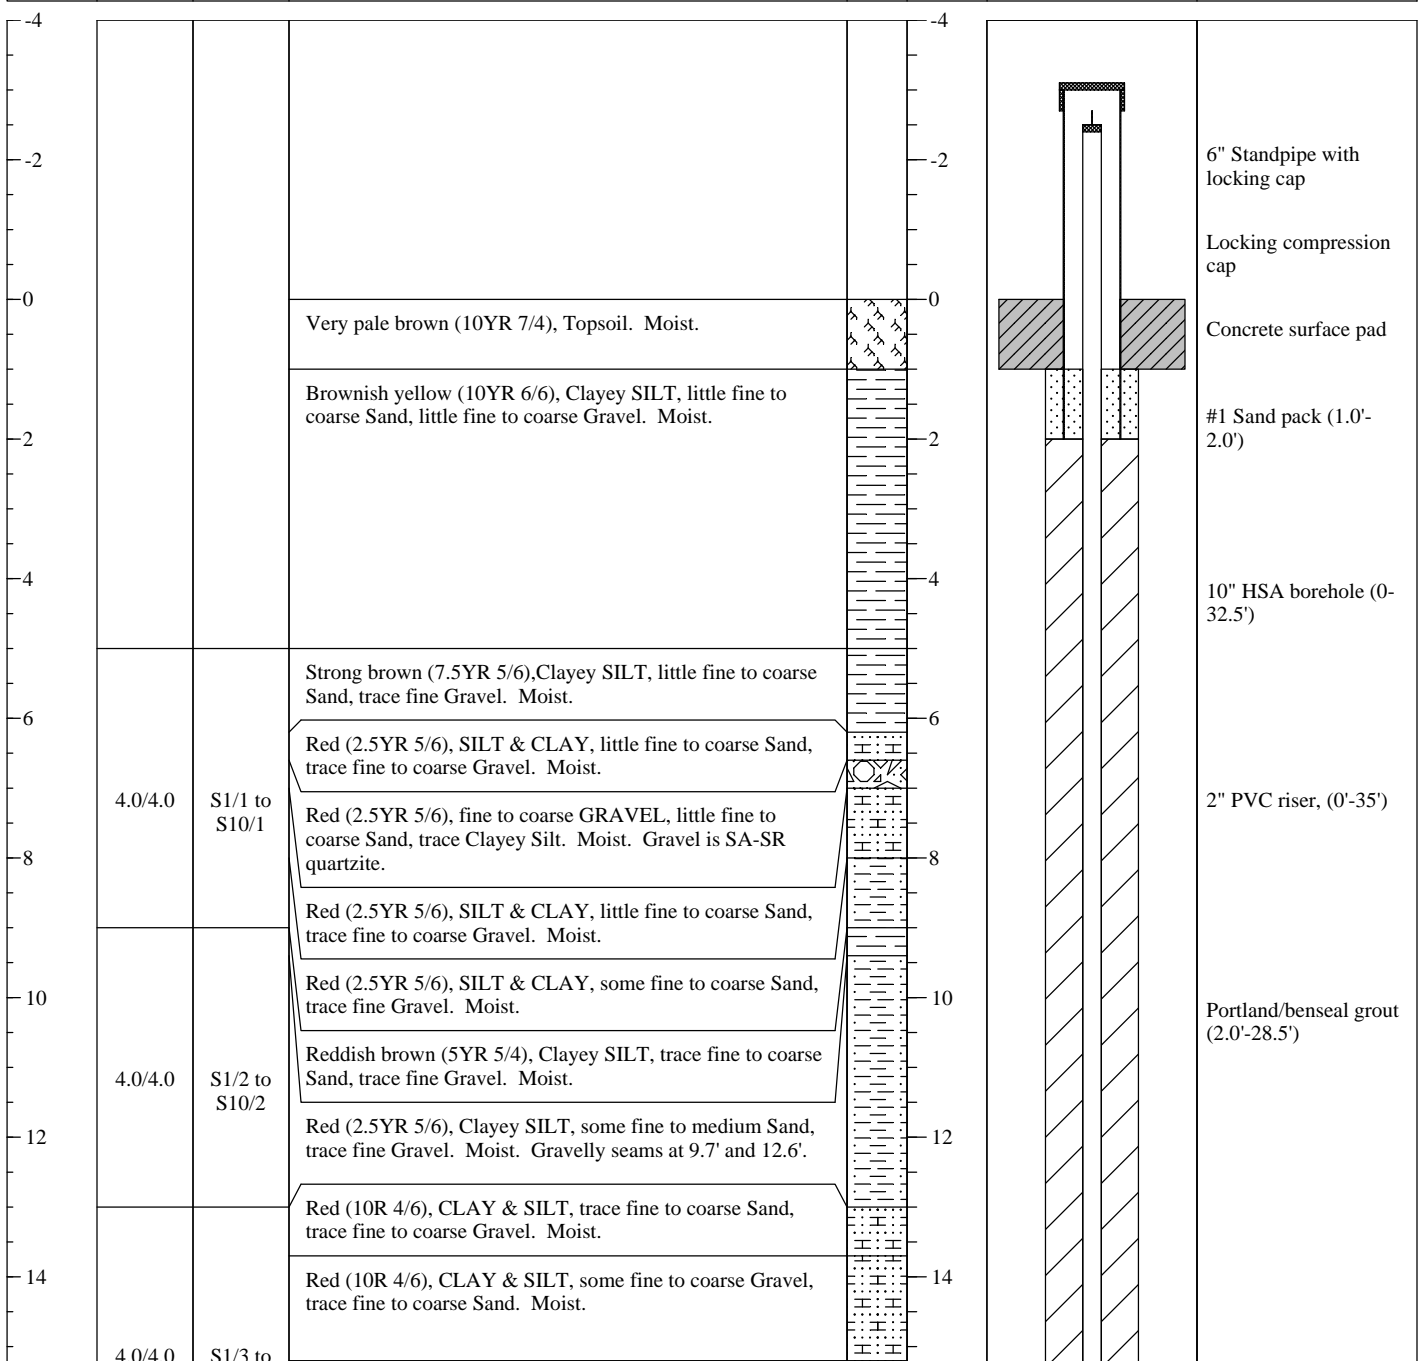 -4
-4
-2
-2
6" Standpipe with
locking cap
Locking compression
cap
0
0
Very pale brown (10YR 7/4), Topsoil. Moist.
Concrete surface pad
Brownish yellow (10YR 6/6), Clayey SILT, little fine to
coarse Sand, little fine to coarse Gravel. Moist.
#1 Sand pack (1.0'-
2.0')
2
2
4
4
10" HSA borehole (0-
32.5')
Strong brown (7.5YR 5/6),Clayey SILT, little fine to coarse
Sand, trace fine Gravel. Moist.
6
6
Red (2.5YR 5/6), SILT & CLAY, little fine to coarse Sand,
trace fine to coarse Gravel. Moist.
4.0/4.0
S1/1 to
S10/1
2" PVC riser, (0'-35')
Red (2.5YR 5/6), fine to coarse GRAVEL, little fine to
coarse Sand, trace Clayey Silt. Moist. Gravel is SA-SR
quartzite.
8
8
Red (2.5YR 5/6), SILT & CLAY, little fine to coarse Sand,
trace fine to coarse Gravel. Moist.
Red (2.5YR 5/6), SILT & CLAY, some fine to coarse Sand,
trace fine Gravel. Moist.
10
10
Portland/benseal grout
(2.0'-28.5')
Reddish brown (5YR 5/4), Clayey SILT, trace fine to coarse
Sand, trace fine Gravel. Moist.
4.0/4.0
S1/2 to
S10/2
Red (2.5YR 5/6), Clayey SILT, some fine to medium Sand,
trace fine Gravel. Moist. Gravelly seams at 9.7' and 12.6'.
12
12
Red (10R 4/6), CLAY & SILT, trace fine to coarse Sand,
trace fine to coarse Gravel. Moist.
14
14
Red (10R 4/6), CLAY & SILT, some fine to coarse Gravel,
trace fine to coarse Sand. Moist.
4.0/4.0
S1/3 to